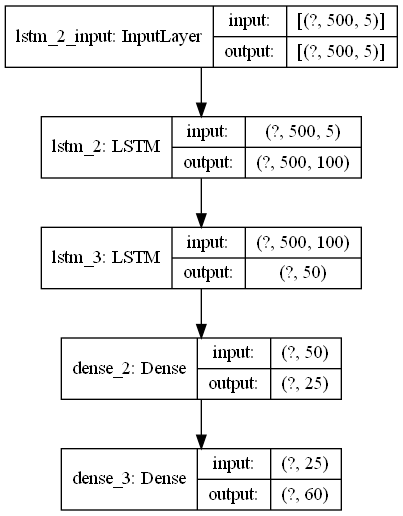 lstm_2_input: InputLayer
input: [(?, 500, 5)]
output: [(?, 500, 5)]
lstm_2: LSTM
input: (?, 500, 5)
output: (?, 500, 100)
lstm_3: LSTM
input: (?, 500, 100)
output: (?, 50)
dense_2: Dense
input: (?, 50)
output: (?, 25)
dense_3: Dense
input: (?, 25)
output: (?, 60)